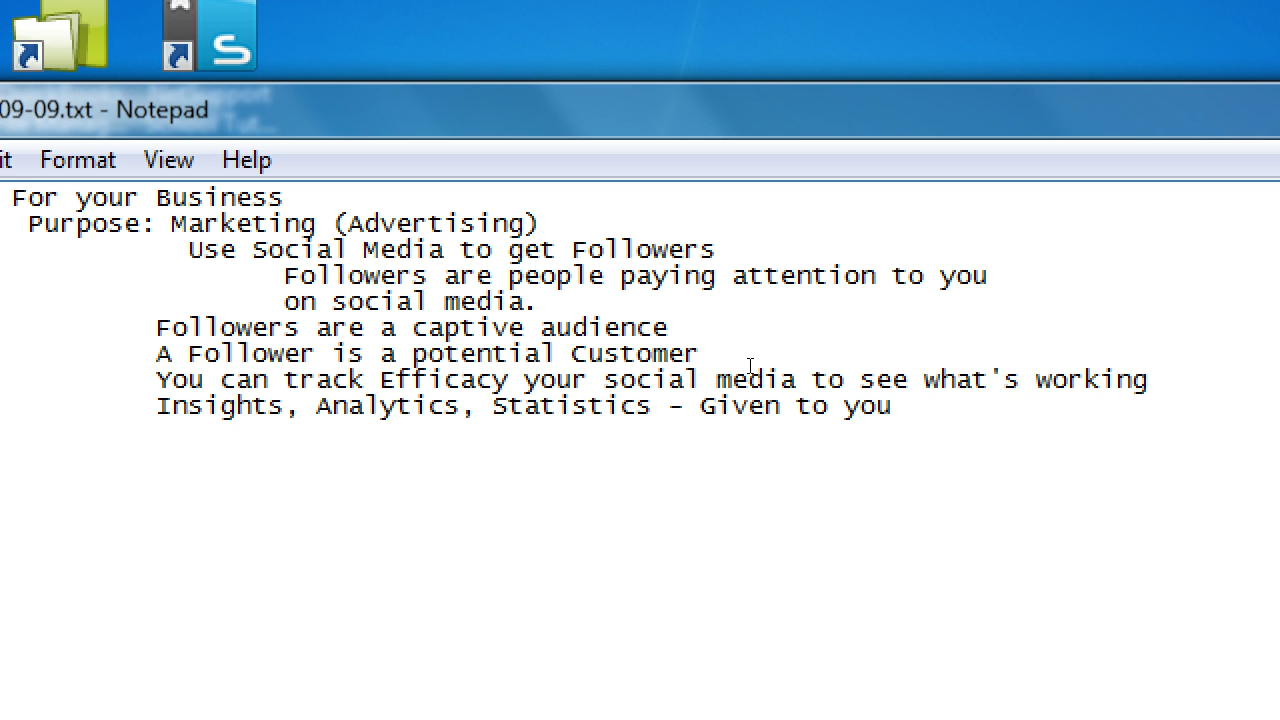 09-09.txt - Notepad
it Format View Help
For your Business
Purpose: Marketing (Advertising)
Use Social Media to get Followers
Followers are people paying attention to you
on social media.
Followers are a captive audience
A Follower is a potential Customer
You can track Efficacy your social media to see what's working
Insights, Analytics, Statistics - Given to you